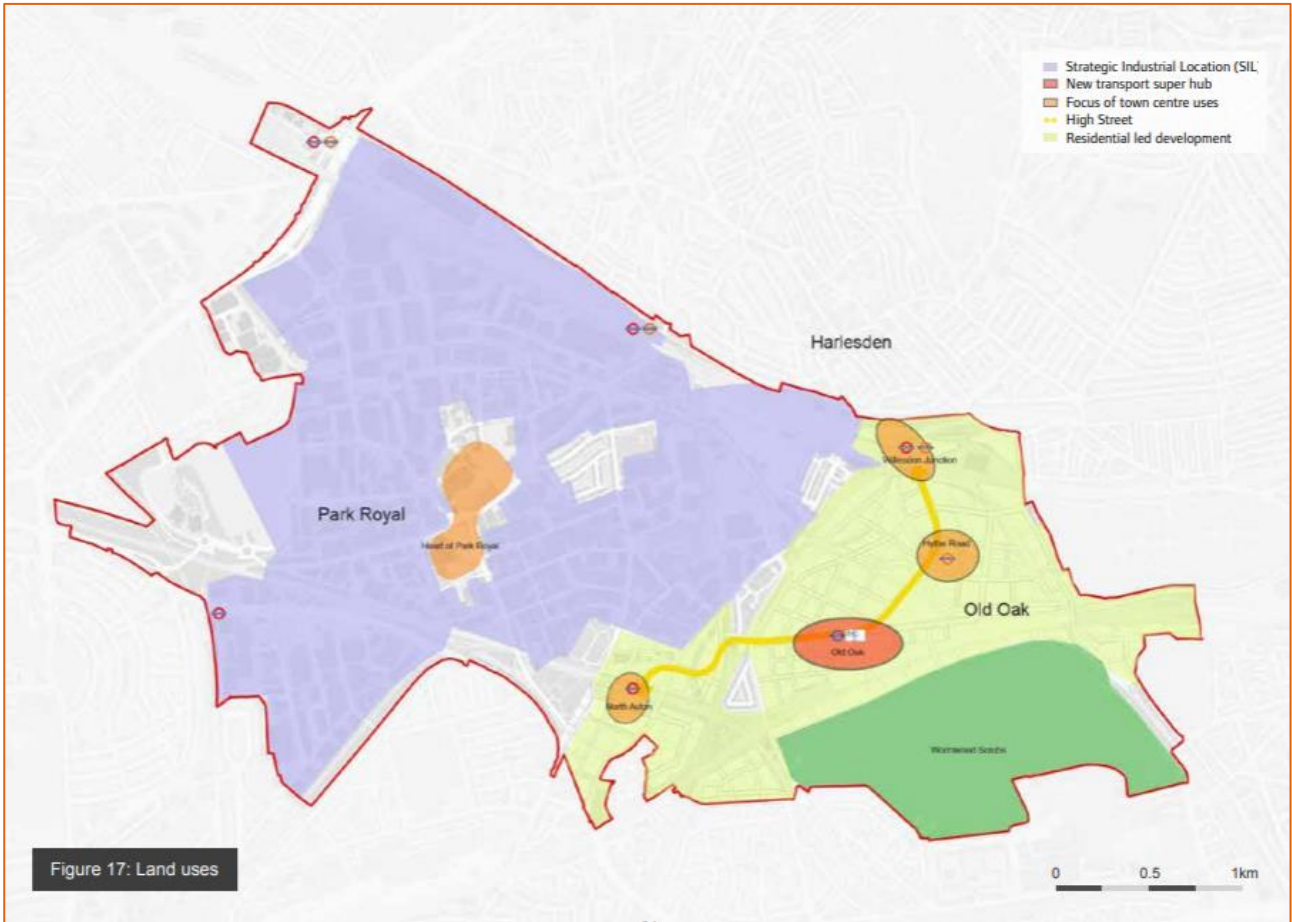 Strategic Industrial Location (SIL
New transport super hub
Focus of town centre uses
High Street
Residential led development
Harlesden
Willesden Junction
Park Royal
Heart of Park Royal
Hythe Road
Old Oak
Old Oak
North Acton
Wormwood Scrubs
Figure 17: Land uses
0 0.5 1km